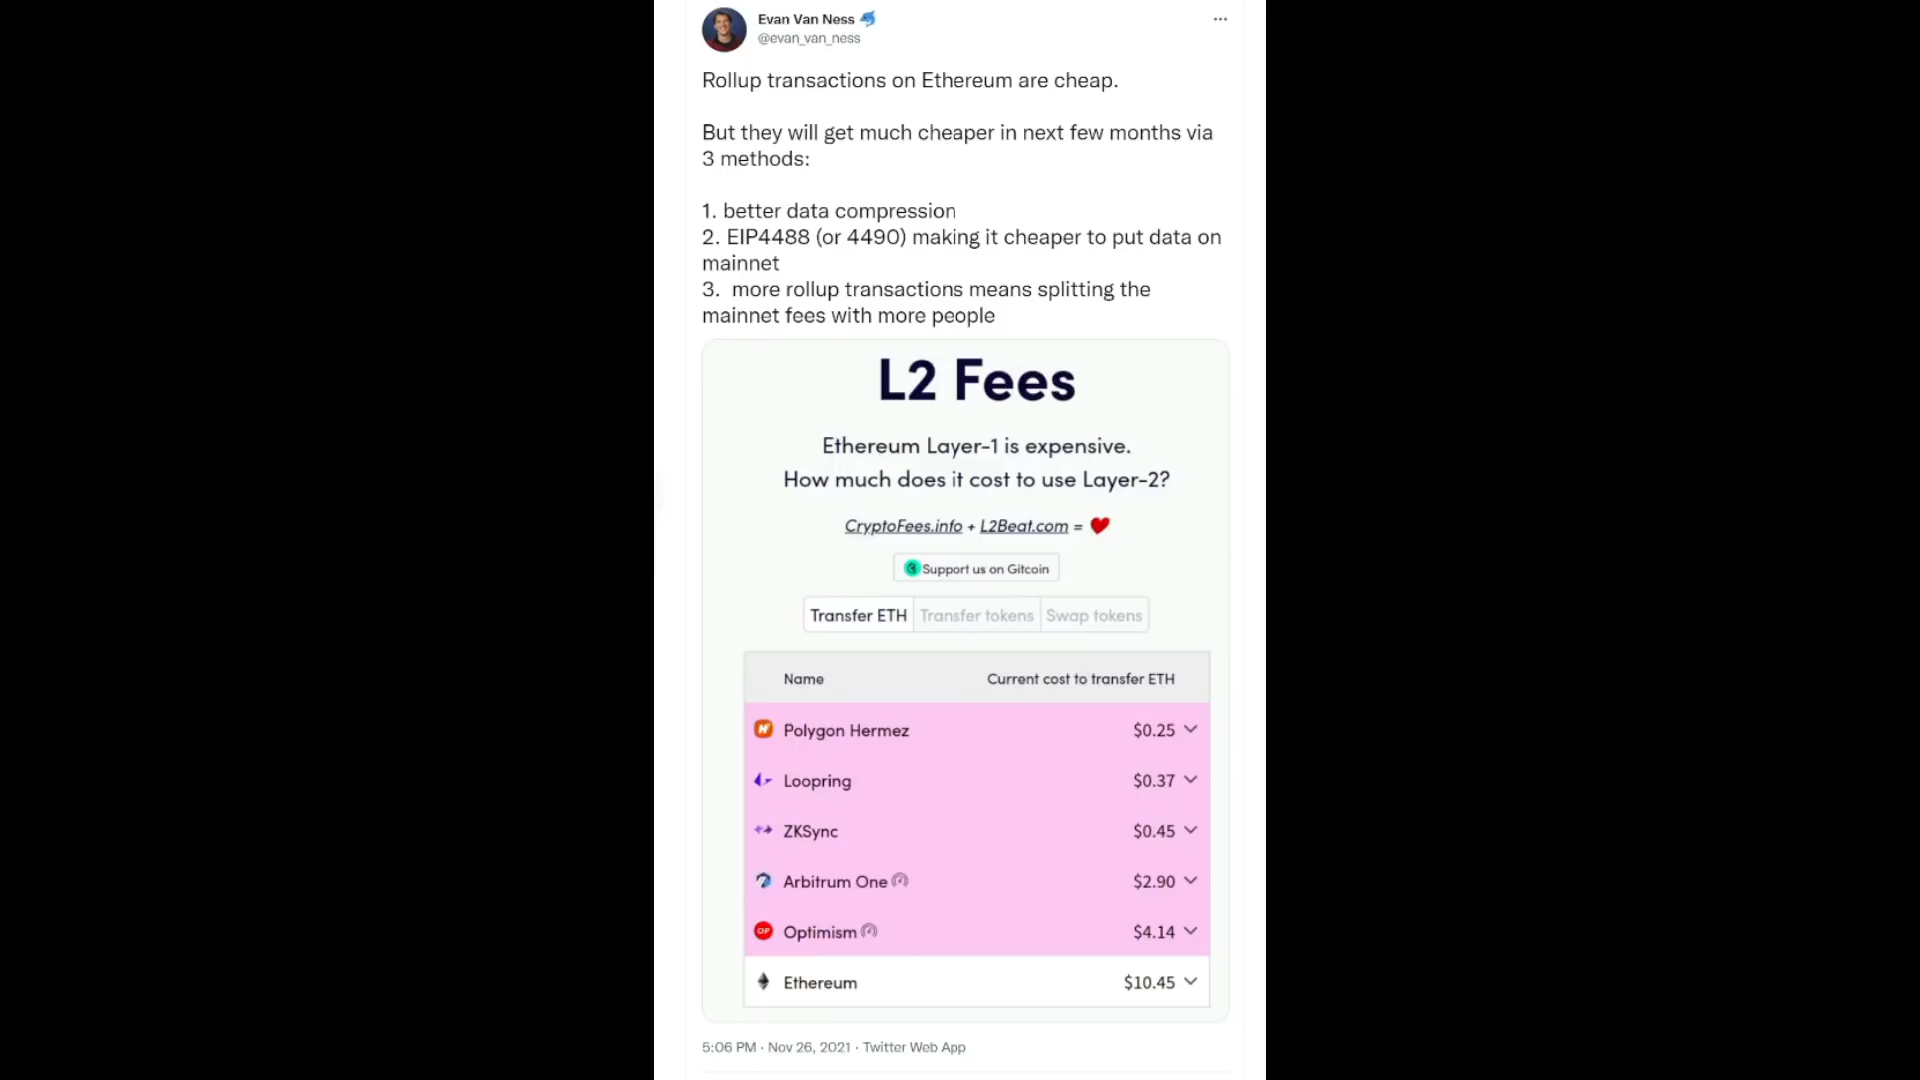 Evan Van Ness
@evan_van_ness
Rollup transactions on Ethereum are cheap.
But they will get much cheaper in next few months via
3 methods:
1. better data compression
2. EIP4488 (or 4490) making it cheaper to put data on
mainnet
3.  more rollup transactions means splitting the
mainnet fees with more people
L2 Fees
Ethereum Layer-1 is expensive.
How much does it cost to use Layer-2?
CryptoFees.info + L2Beat.com = ❤️
Support us on Gitcoin
Transfer ETH Transfer tokens Swap tokens
Name Current cost to transfer ETH
Polygon Hermez $0.25
Loopring $0.37
ZKSync $0.45
Arbitrum One $2.90
OP Optimism $4.14
Ethereum $10.45
5:06 PM · Nov 26, 2021 · Twitter Web App